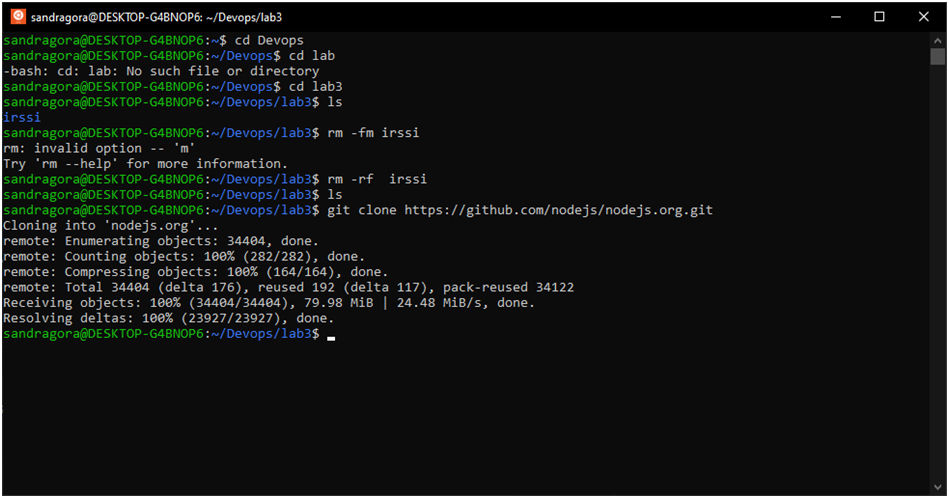 sandragora@DESKTOP-G4BNOP6: ~/Devops/lab3
sandragora@DESKTOP-G4BNOP6:~$ cd Devops
sandragora@DESKTOP-G4BNOP6:~/Devops$ cd lab
-bash: cd: lab: No such file or directory
sandragora@DESKTOP-G4BNOP6:~/Devops$ cd lab3
sandragora@DESKTOP-G4BNOP6:~/Devops/lab3$ ls
irssi
sandragora@DESKTOP-G4BNOP6:~/Devops/lab3$ rm -fm irssi
rm: invalid option -- 'm'
Try 'rm --help' for more information.
sandragora@DESKTOP-G4BNOP6:~/Devops/lab3$ rm -rf  irssi
sandragora@DESKTOP-G4BNOP6:~/Devops/lab3$ ls
sandragora@DESKTOP-G4BNOP6:~/Devops/lab3$ git clone https://github.com/nodejs/nodejs.org.git
Cloning into 'nodejs.org'...
remote: Enumerating objects: 34404, done.
remote: Counting objects: 100% (282/282), done.
remote: Compressing objects: 100% (164/164), done.
remote: Total 34404 (delta 176), reused 192 (delta 117), pack-reused 34122
Receiving objects: 100% (34404/34404), 79.98 MiB | 24.48 MiB/s, done.
Resolving deltas: 100% (23927/23927), done.
sandragora@DESKTOP-G4BNOP6:~/Devops/lab3$